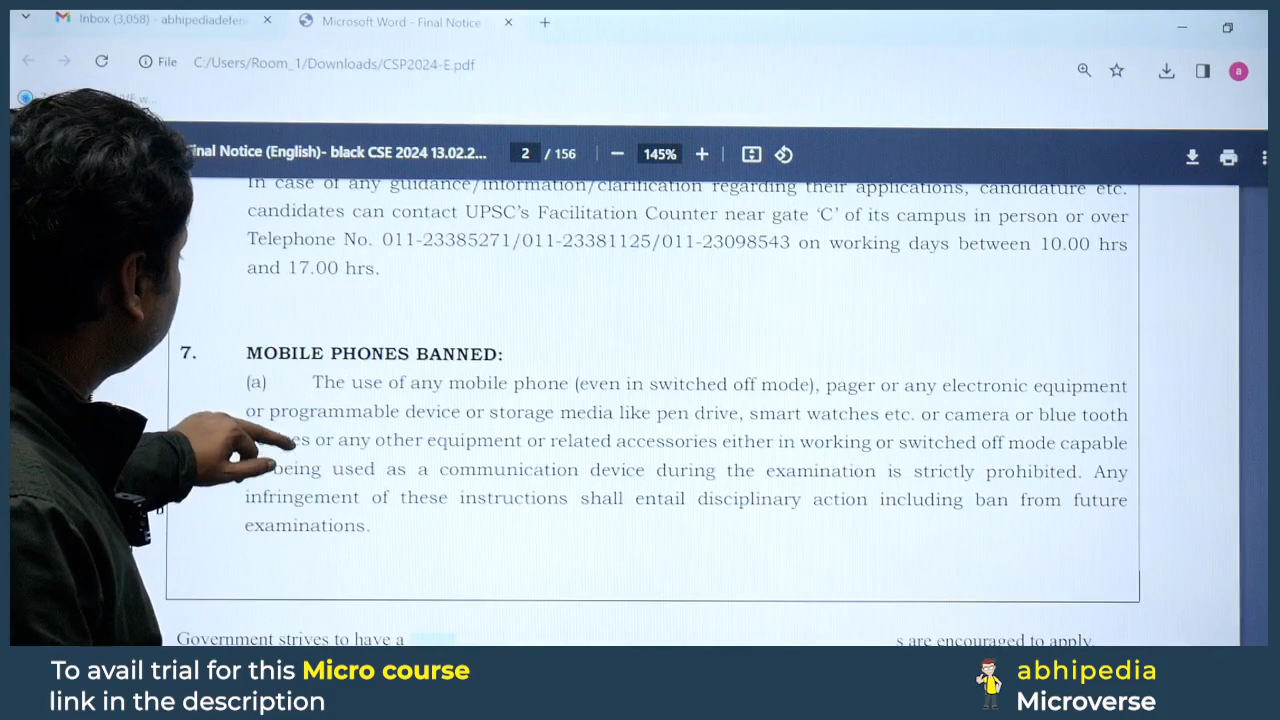 Inbox (3,058) - abhipediadefen
Microsoft Word - Final Notice
File C:/Users/Room_1/Downloads/CSP2024-E.pdf
a
inal Notice (English)- black CSE 2024 13.02.2...
2 / 156
145%
In case of any guidance/information/clarification regarding their applications, candidature etc.
candidates can contact UPSC's Facilitation Counter near gate 'C' of its campus in person or over
Telephone No. 011-23385271/011-23381125/011-23098543 on working days between 10.00 hrs
and 17.00 hrs.
7. MOBILE PHONES BANNED:
(a) The use of any mobile phone (even in switched off mode), pager or any electronic equipment
or programmable device or storage media like pen drive, smart watches etc. or camera or blue tooth
es or any other equipment or related accessories either in working or switched off mode capable
being used as a communication device during the examination is strictly prohibited. Any
infringement of these instructions shall entail disciplinary action including ban from future
examinations.
Government strives to have a
s are encouraged to apply.
To avail trial for this Micro course
link in the description
abhipedia
Microverse